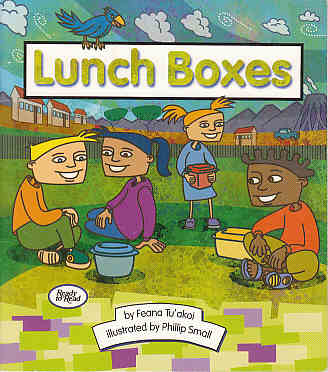 Lunch Boxes
Ready
to Read
by Feana Tu'akoi
illustrated by Phillip Small